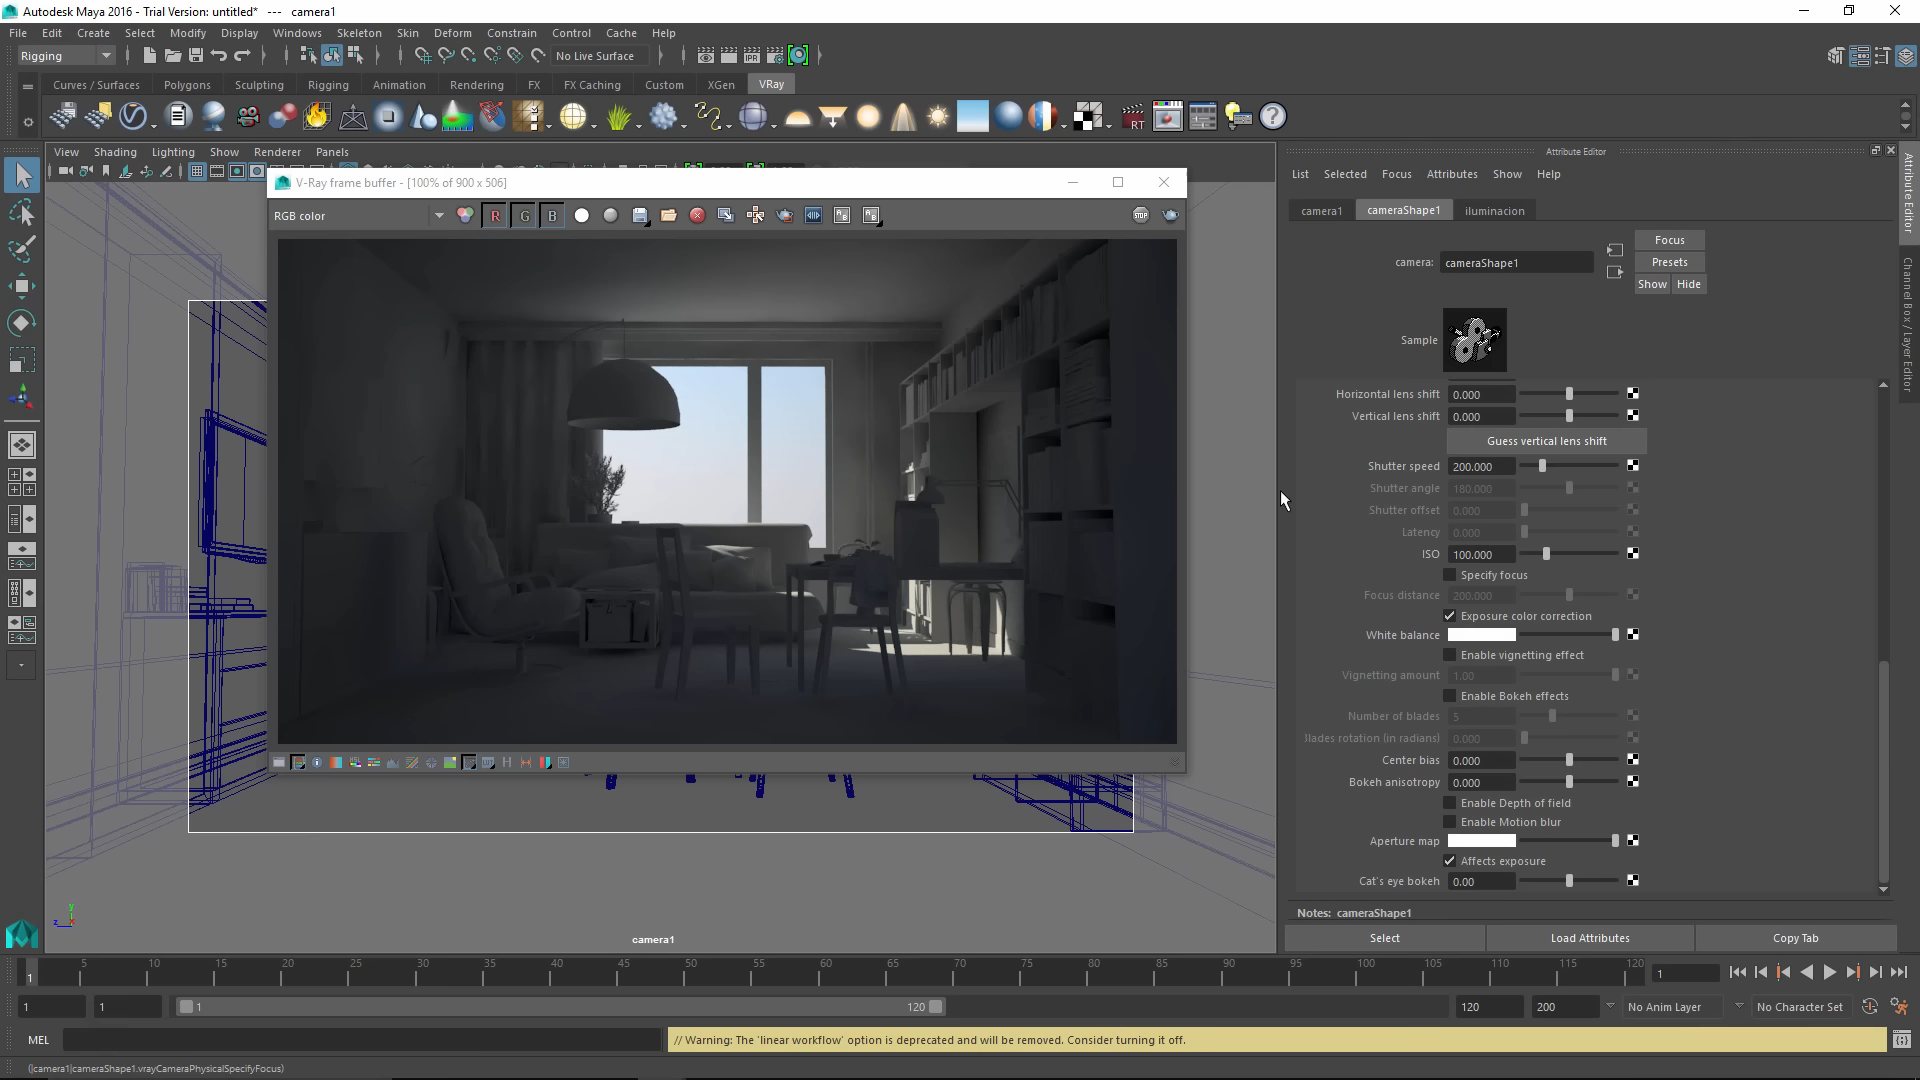 Autodesk Maya 2016 - Trial Version: untitled*   ---   camera1
File Edit Create Select Modify Display Windows Skeleton Skin Deform Constrain Control Cache Help
Rigging
No Live Surface
Curves / Surfaces Polygons Sculpting Rigging Animation Rendering FX FX Caching Custom XGen VRay
IPR
RT
View Shading Lighting Show Renderer Panels
V-Ray frame buffer - [100% of 900 x 506]
RGB color
R G B
STOP
camera1
Attribute Editor
List Selected Focus Attributes Show Help
camera1 cameraShape1 iluminacion
camera: cameraShape1
Focus
Presets
Show Hide
Sample
Horizontal lens shift 0.000
Vertical lens shift 0.000
Guess vertical lens shift
Shutter speed 200.000
Shutter angle 180.000
Shutter offset 0.000
Latency 0.000
ISO 100.000
Specify focus
Focus distance 200.000
Exposure color correction
White balance
Enable vignetting effect
Vignetting amount 1.00
Enable Bokeh effects
Number of blades 5
Blades rotation (in radians) 0.000
Center bias 0.000
Bokeh anisotropy 0.000
Enable Depth of field
Enable Motion blur
Aperture map
Affects exposure
Cat's eye bokeh 0.00
Notes: cameraShape1
Select Load Attributes Copy Tab
Attribute Editor
Channel Box / Layer Editor
1 5 10 15 20 25 30 35 40 45 50 55 60 65 70 75 80 85 90 95 100 105 110 115 120
1
1 1 1 120 120 200 No Anim Layer No Character Set
MEL
// Warning: The 'linear workflow' option is deprecated and will be removed. Consider turning it off.
(|camera1|cameraShape1.vrayCameraPhysicalSpecifyFocus)